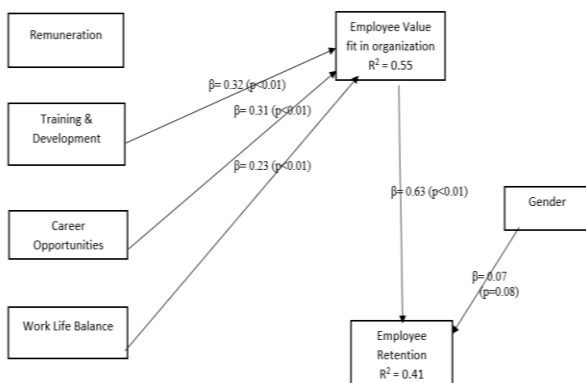 Remuneration
Employee Value
fit in organization
R² = 0.55
β= 0.32 (p<0.01)
Training &
Development
β= 0.31 (p<0.01)
β= 0.23 (p<0.01)
β= 0.63 (p<0.01)
Gender
Career
Opportunities
β= 0.07
(p=0.08)
Work Life Balance
Employee
Retention
R² = 0.41